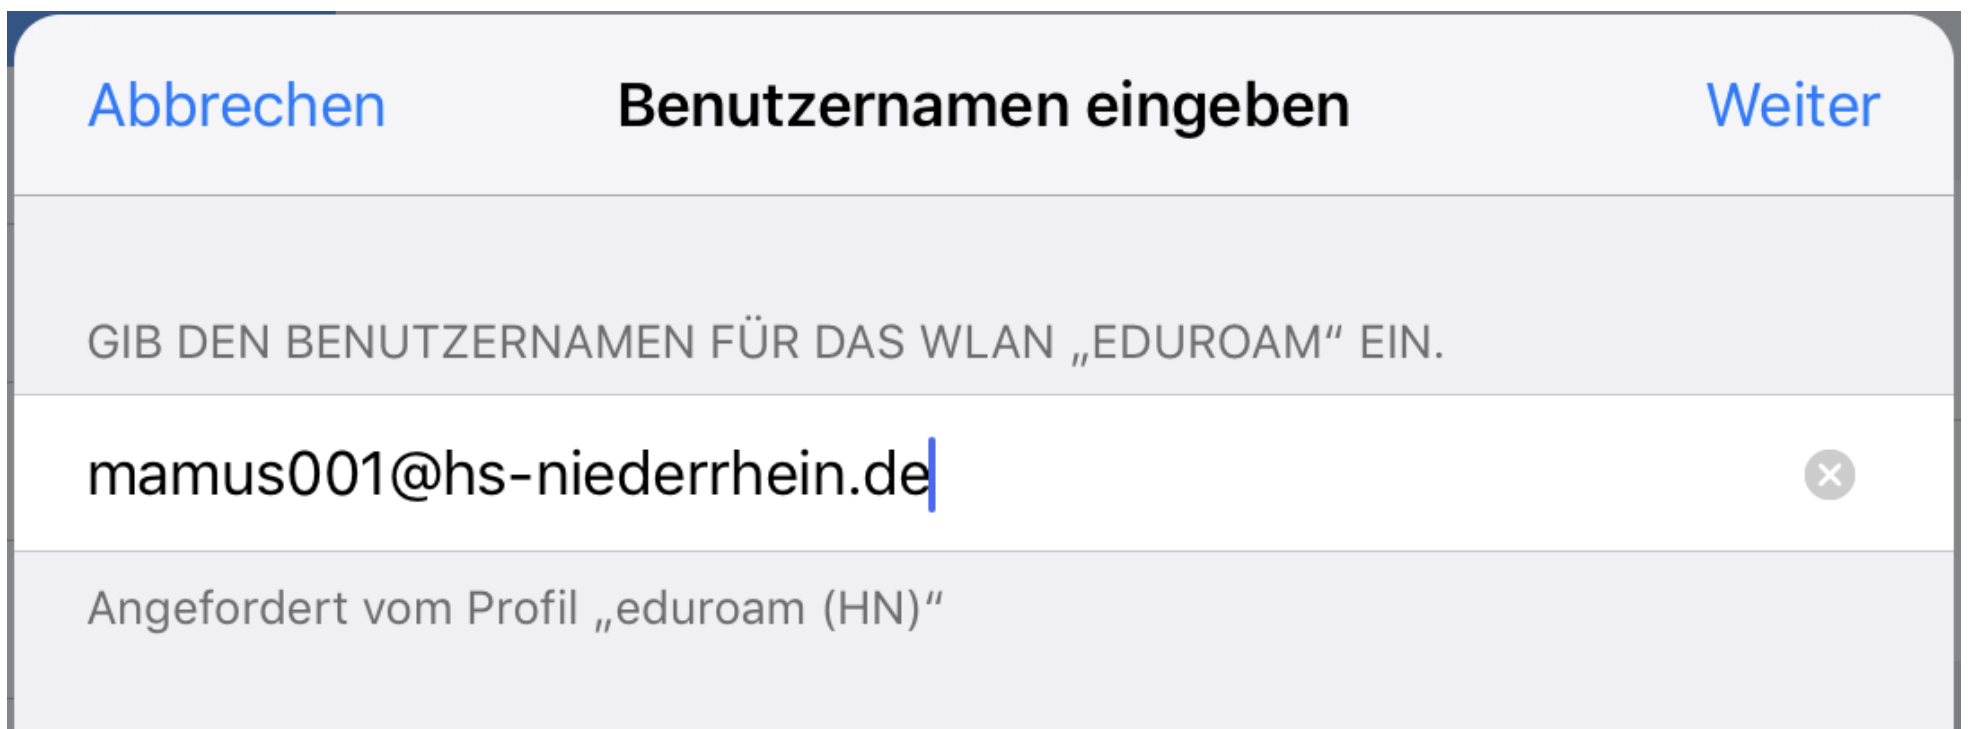 Abbrechen Benutzernamen eingeben Weiter
GIB DEN BENUTZERNAMEN FÜR DAS WLAN „EDUROAM“ EIN.
mamus001@hs-niederrhein.de
Angefordert vom Profil „eduroam (HN)“